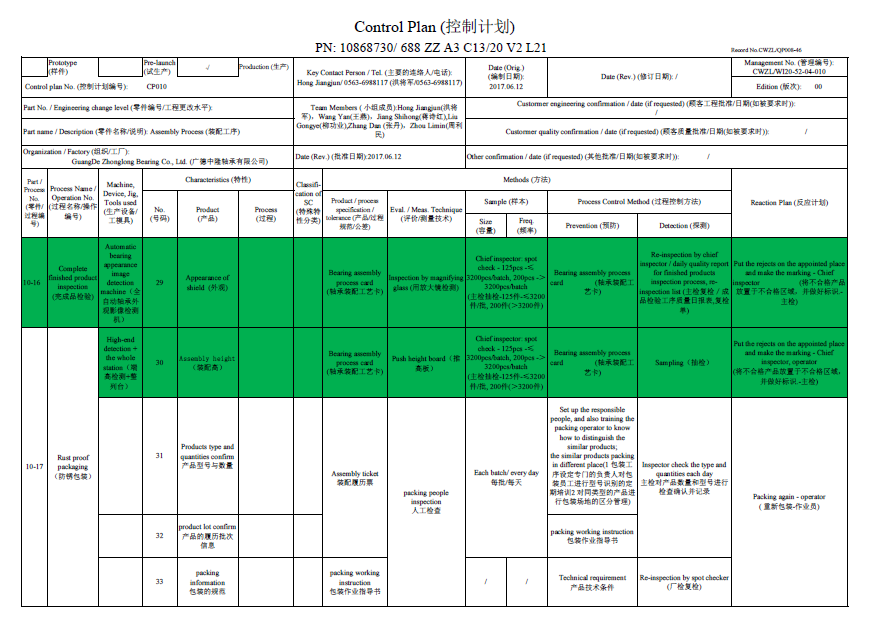 Control Plan (控制计划)
PN: 10868730/ 688 ZZ A3 C13/20 V2 L21
Record No.CWZL/QP008-46
Prototype
(样件)
Pre-launch
(试生产)
√
Production (生产)
Key Contact Person / Tel. (主要的连络人/电话):
Hong Jiangjun/ 0563-6988117 (洪将军/0563-6988117)
Date (Orig.)
(编制日期):
2017.06.12
Date (Rev.) (修订日期): /
Management No. (管理编号):
CWZL/WI20-52-04-010
Control plan No. (控制计划编号): CP010
Edition (版次): 00
Part No. / Engineering change level (零件编号/工程更改水平):
Team Members ( 小组成员):Hong Jiangjun(洪将
军), Wang Yan(王燕), Jiang Shihong(蒋诗红),Liu
Gongye(柳功业),Zhang Dan (张丹), Zhou Limin(周利
民)
Custormer engineering confirmation / date (if requested) (顾客工程批准/日期(如被要求时)):
/
Part name / Description (零件名称/说明): Assembly Process (装配工序)
Customer quality confirmation / date (if requested) (顾客质量批准/日期(如被要求时)): /
Organization / Factory (组织/工厂):
GuangDe Zhonglong Bearing Co., Ltd. (广德中隆轴承有限公司)
Date (Rev.) (批准日期):2017.06.12
Other confirmation / date (if requested) (其他批准/日期(如被要求时)): /
Part /
Process
No.
(零件/
过程编
号)
Process Name /
Operation No.
(过程名称/操作
编号)
Machine,
Device, Jig,
Tools used
(生产设备/
工模具)
Characteristics (特性)
No.
(号码)
Product
(产品)
Process
(过程)
Classifi-
cation of
SC
(特殊特
性分类)
Methods (方法)
Product / process
specification /
tolerance (产品/过程
规范/公差)
Eval. / Meas. Technique
(评价/测量技术)
Sample (样本)
Size
(容量)
Freq.
(频率)
Process Control Method (过程控制方法)
Prevention (预防)
Detection (探测)
Reaction Plan (反应计划)
10-16
Complete
finished product
inspection
(完成品检验)
Automatic
bearing
appearance
image
detection
machine（全
自动轴承外
观影像检测
机）
29
Appearance of
shield (外观)
Bearing assembly
process card
(轴承装配工艺卡)
Inspection by magnifying
glass (用放大镜检测)
Chief inspector: spot
check - 125pcs -≤
3200pcs/batch, 200pcs ->
3200pcs/batch
(主检抽检-125件-≤3200
件/批, 200件(＞3200件)
Bearing assembly process
card (轴承装配工
艺卡)
Re-inspection by chief
inspector / daily quality report
for finished products
inspection process, re-
inspection list (主检复检／成
品检验工序质量日报表,复检
单)
Put the rejects on the appointed place
and make the marking - Chief
inspector (将不合格产品
放置于不合格区域，并做好标识.-
主检)
High-end
detection +
the whole
station（端
高检测+整
列台）
30
Assembly height
（装配高）
Bearing assembly
process card
(轴承装配工艺卡)
Push height board（推
高板）
Chief inspector: spot
check - 125pcs -≤
3200pcs/batch, 200pcs ->
3200pcs/batch
(主检抽检-125件-≤3200
件/批, 200件(＞3200件)
Bearing assembly process
card (轴承装配工
艺卡)
Sampling（抽检）
Put the rejects on the appointed place
and make the marking - Chief
inspector, operator
(将不合格产品放置于不合格区域，
并做好标识.-主检)
10-17
Rust proof
packaging
（防锈包装）
31
Products type and
quantities confirm
产品型号与数量
Assembly ticket
装配履历票
packing people
inspection
人工检查
Each batch/ every day
每批/每天
Set up the responsible
people, and also training the
packing operator to know
how to distinguish the
similar products;
the similar products packing
in different place(1 包装工
序设定专门的负责人对包
装员工进行型号识别的定
期培训2 对同类型的产品进
行包装场地的区分管理)
Inspector check the type and
quantities each day
主检对产品数量和型号进行
检查确认并记录
Packing again - operator
( 重新包装-作业员)
32
product lot confirm
产品的履历批次
信息
packing working instruction
包装作业指导书
33
packing
information
包装的规范
packing working
instruction
包装作业指导书
/
/
Technical requirement
产品技术条件
Re-inspection by spot checker
(厂检复检)